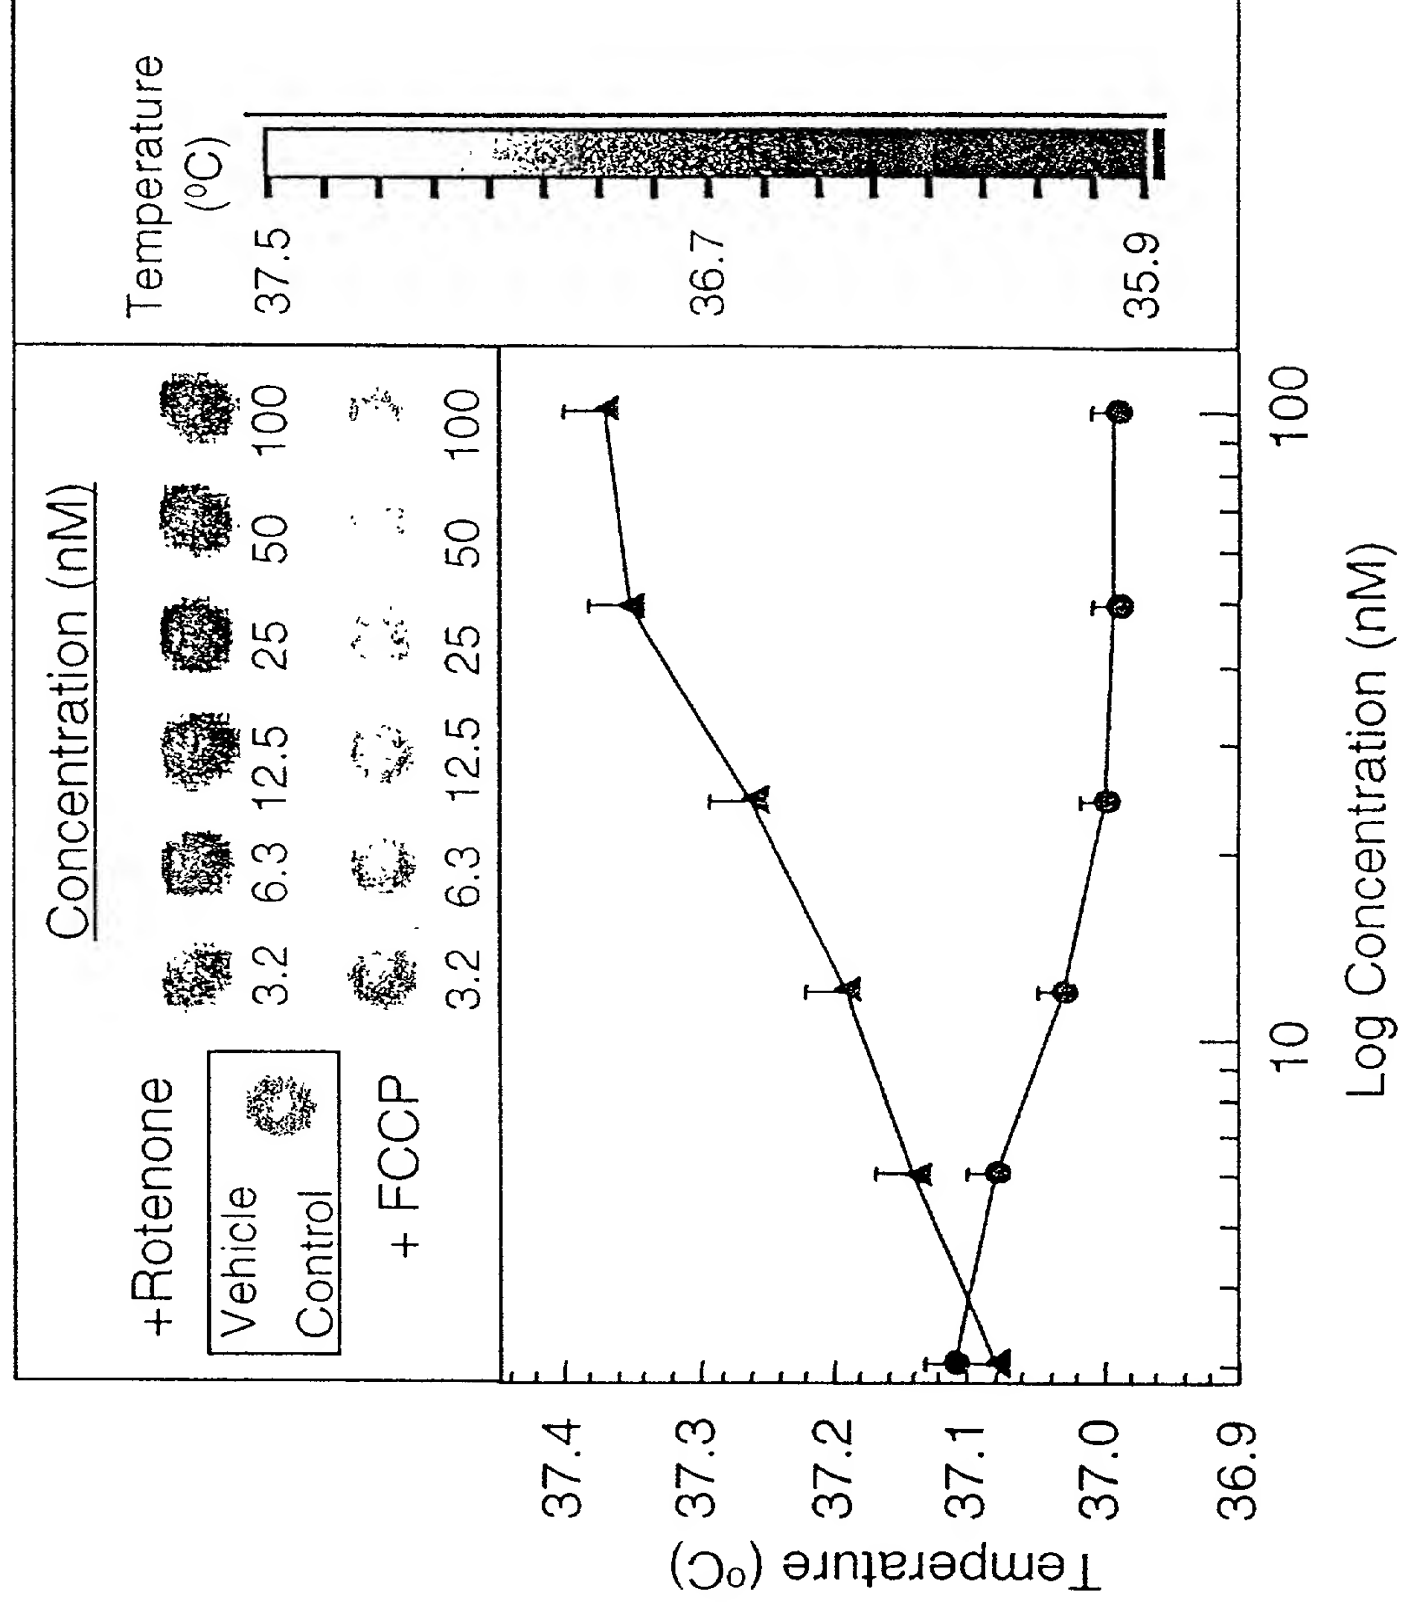 Concentration (nM)
+Rotenone
3.2 6.3 12.5 25 50 100
Vehicle
Control
+ FCCP
3.2 6.3 12.5 25 50 100
Temperature
(⁰C)
37.5
36.7
35.9
Temperature (⁰C)
37.4
37.3
37.2
37.1
37.0
36.9
10 100
Log Concentration (nM)